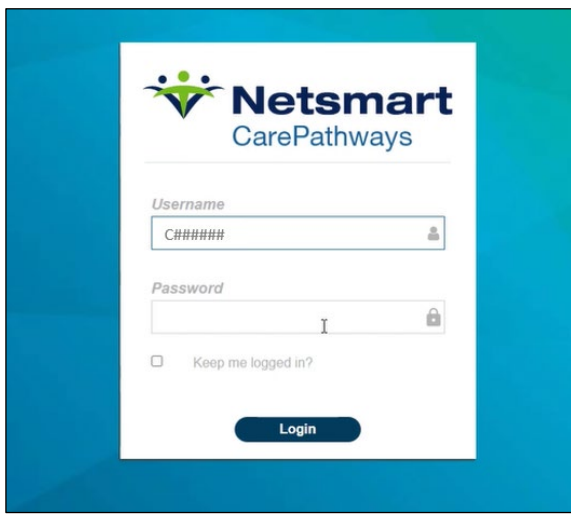 Netsmart
CarePathways
Username
C######
Password
Keep me logged in?
Login